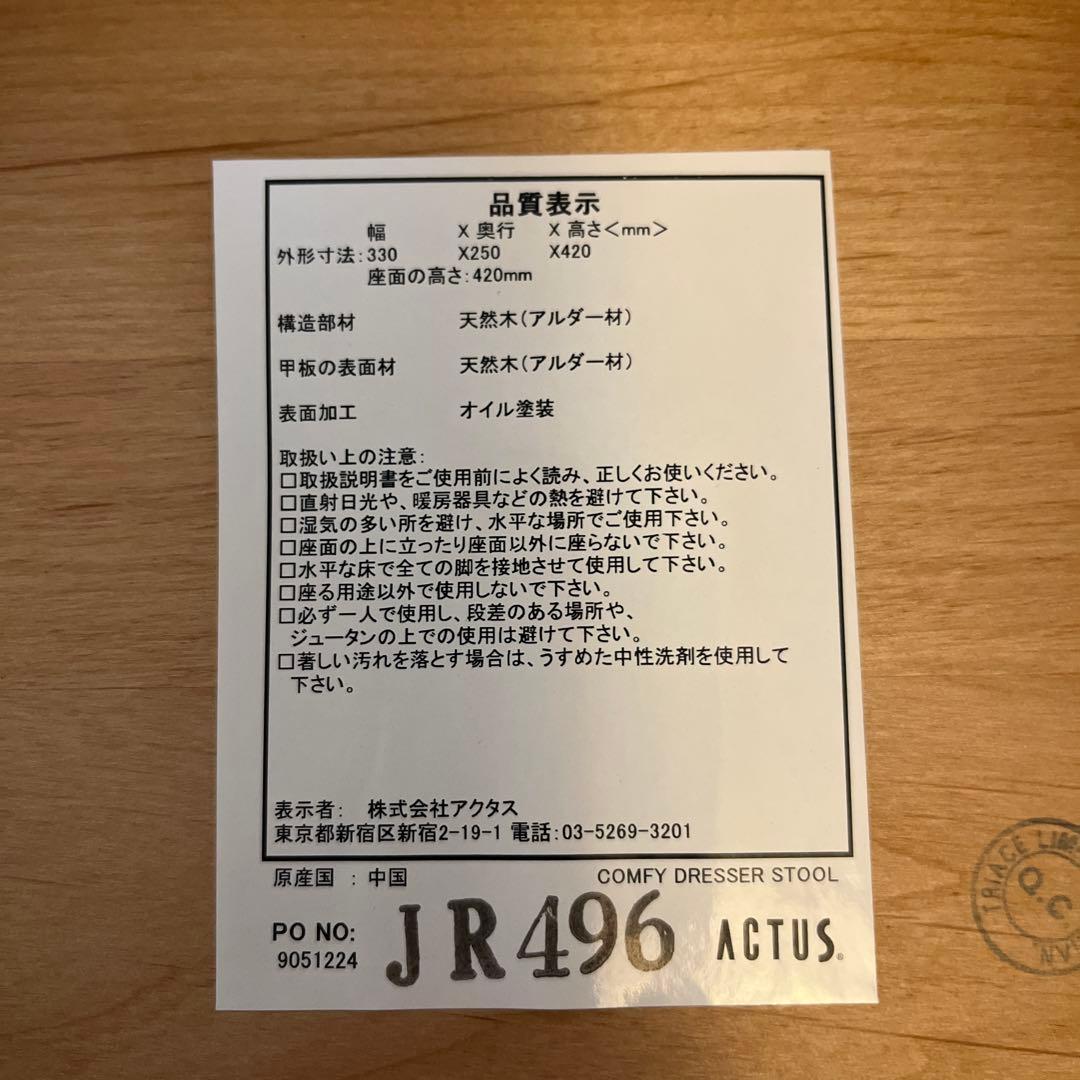 品質表示
幅 X 奥行 X 高さ<mm>
外形寸法:330 X250 X420
座面の高さ:420mm
構造部材 天然木(アルダー材)
甲板の表面材 天然木(アルダー材)
表面加工 オイル塗装
取扱い上の注意:
□取扱説明書をご使用前によく読み、正しくお使いください。
□直射日光や、暖房器具などの熱を避けて下さい。
□湿気の多い所を避け、水平な場所でご使用下さい。
□座面の上に立ったり座面以外に座らないで下さい。
□水平な床で全ての脚を接地させて使用して下さい。
□座る用途以外で使用しないで下さい。
□必ず一人で使用し、段差のある場所や、
ジュータンの上での使用は避けて下さい。
□著しい汚れを落とす場合は、うすめた中性洗剤を使用して
下さい。
表示者: 株式会社アクタス
東京都新宿区新宿2-19-1 電話:03-5269-3201
原産国 : 中国 COMFY DRESSER STOOL
PO NO:
9051224
JR496
ACTUS®
TRIACE
Q.C